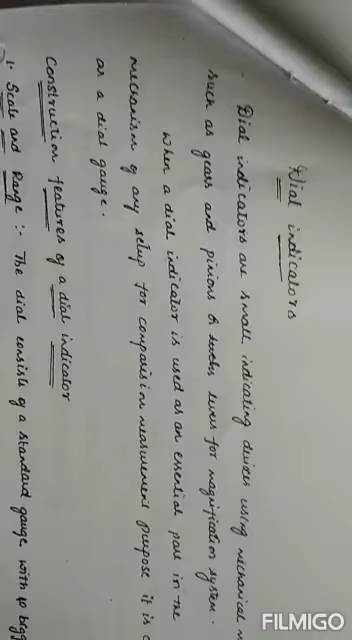 Dial indicators
Dial indicators are small indicating devices using mechanical m
such as gears and pinions or levers for magnification system.
When a dial indicator is used as an essential part in the
mechanism of any setup for comparision measurement purpose it is c
as a dial gauge.
Construction features of a dial indicator
1. Scale and Range :- The dial consists of a standard gauge with
FILMIGO